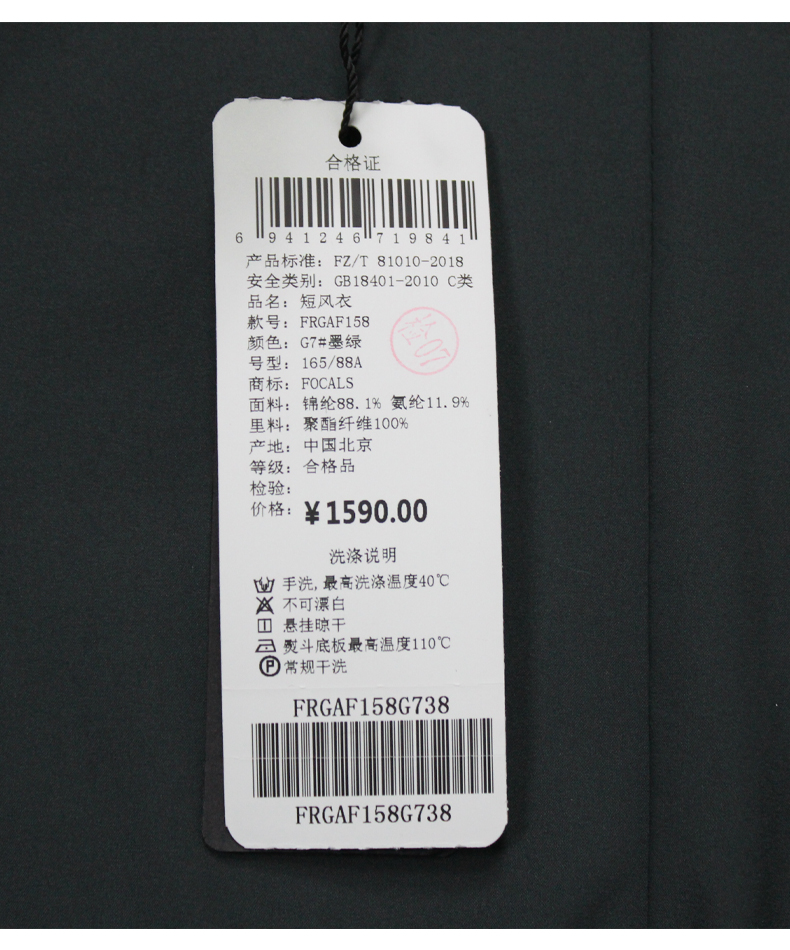 合格证
6 941246 719841
产品标准: FZ/T 81010-2018
安全类别: GB18401-2010 C类
品名: 短风衣
款号: FRGAF158
颜色: G7#墨绿
号型: 165/88A
商标: FOCALS
面料: 锦纶88.1% 氨纶11.9%
里料: 聚酯纤维100%
产地: 中国北京
等级: 合格品
检验:
检07
价格: ¥1590.00
洗涤说明
手洗,最高洗涤温度40℃
不可漂白
悬挂晾干
熨斗底板最高温度110℃
P常规干洗
FRGAF158G738
FRGAF158G738